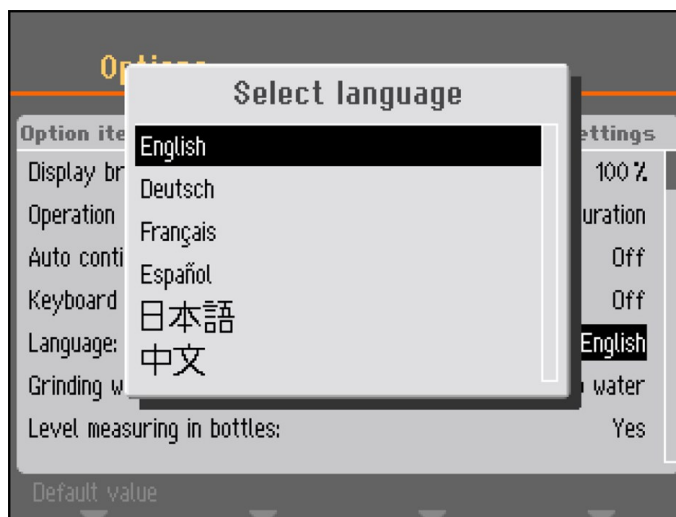 Select language
Option ite ettings
English
Display br 100 %
Deutsch
Operation uration
Français
Auto conti Off
Español
Keyboard Off
日本語
Language: English
中文
Grinding w water
Level measuring in bottles: Yes
Default value